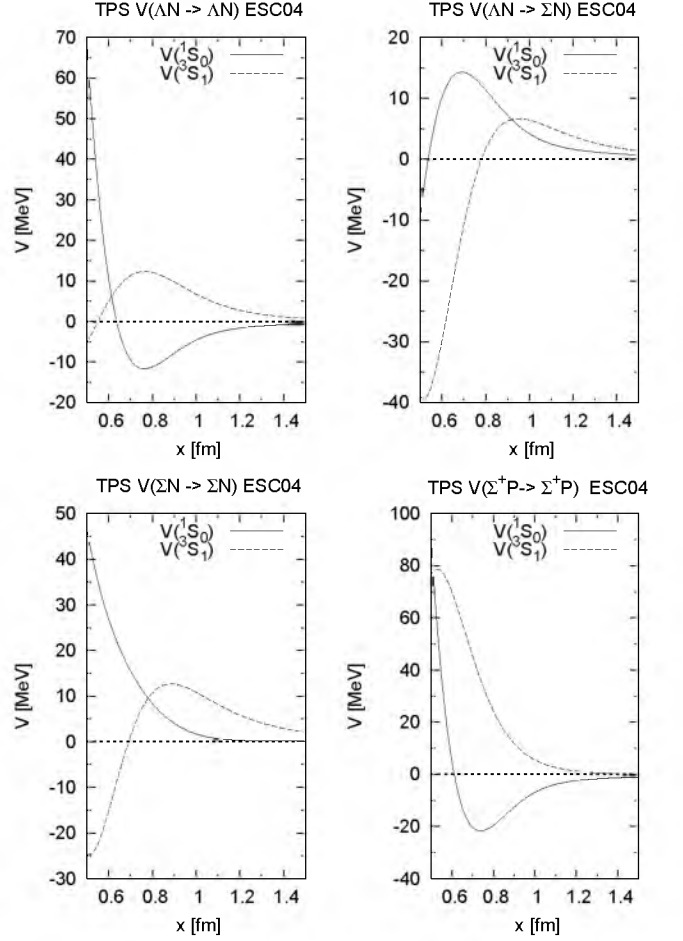 TPS V(ΛN -> ΛN) ESC04
V(¹S₀)
V(³S₁)
70
60
50
40
30
20
10
0
-10
-20
V [MeV]
0.6 0.8 1 1.2 1.4
x [fm]
TPS V(ΛN -> ΣN) ESC04
V(¹S₀)
V(³S₁)
20
10
0
-10
-20
-30
-40
V [MeV]
0.6 0.8 1 1.2 1.4
x [fm]
TPS V(ΣN -> ΣN) ESC04
V(¹S₀)
V(³S₁)
50
40
30
20
10
0
-10
-20
-30
V [MeV]
0.6 0.8 1 1.2 1.4
x [fm]
TPS V(Σ⁺P-> Σ⁺P) ESC04
V(¹S₀)
V(³S₁)
100
80
60
40
20
0
-20
-40
V [MeV]
0.6 0.8 1 1.2 1.4
x [fm]